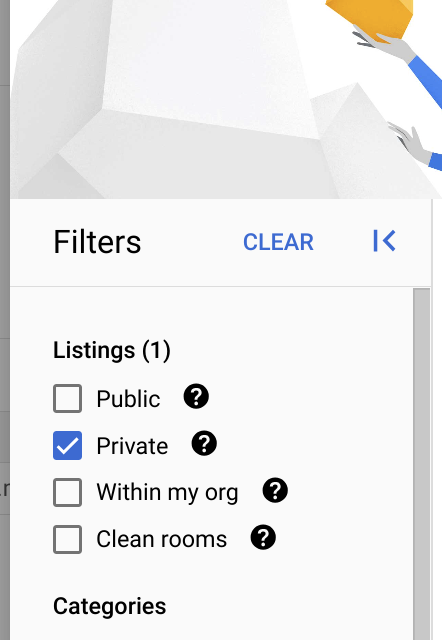 Filters CLEAR
Listings (1)
Public
Private
Within my org
Clean rooms
Categories